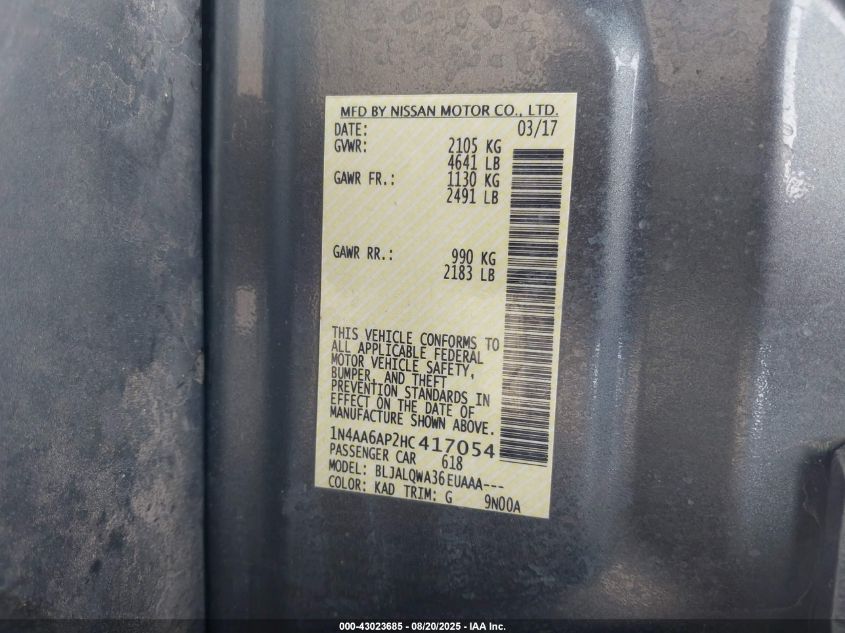 MFD BY NISSAN MOTOR CO., LTD.
DATE: 03/17
GVWR: 2105 KG
4641 LB
GAWR FR.: 1130 KG
2491 LB
GAWR RR.: 990 KG
2183 LB
THIS VEHICLE CONFORMS TO
ALL APPLICABLE FEDERAL
MOTOR VEHICLE SAFETY,
BUMPER, AND THEFT
PREVENTION STANDARDS IN
EFFECT ON THE DATE OF
MANUFACTURE SHOWN ABOVE.
1N4AA6AP2HC417054
PASSENGER CAR 618
MODEL: BLJALQWA36EUAAA---
COLOR: KAD TRIM: G 9N00A
000-43023685 - 08/20/2025 - IAA Inc.